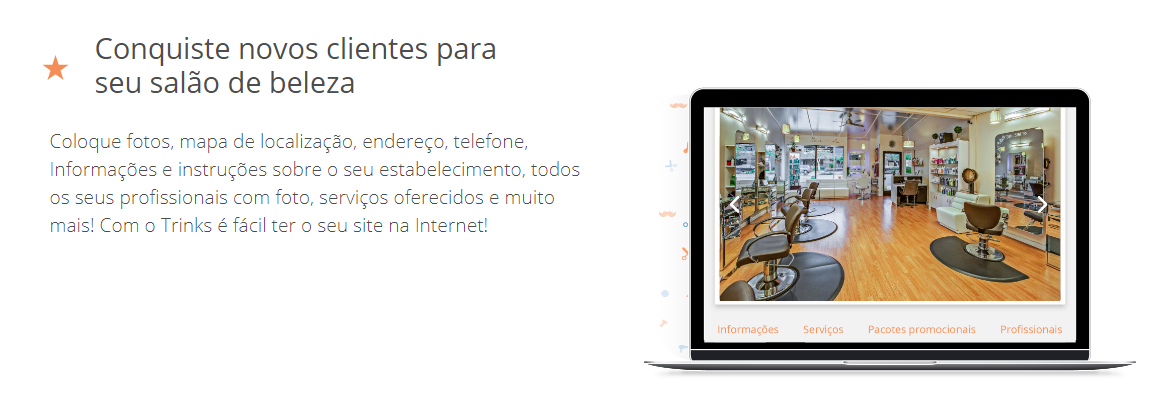 Conquiste novos clientes para
seu salão de beleza
Coloque fotos, mapa de localização, endereço, telefone,
Informações e instruções sobre o seu estabelecimento, todos
os seus profissionais com foto, serviços oferecidos e muito
mais! Com o Trinks é fácil ter o seu site na Internet!
Informações Serviços Pacotes promocionais Profissionais